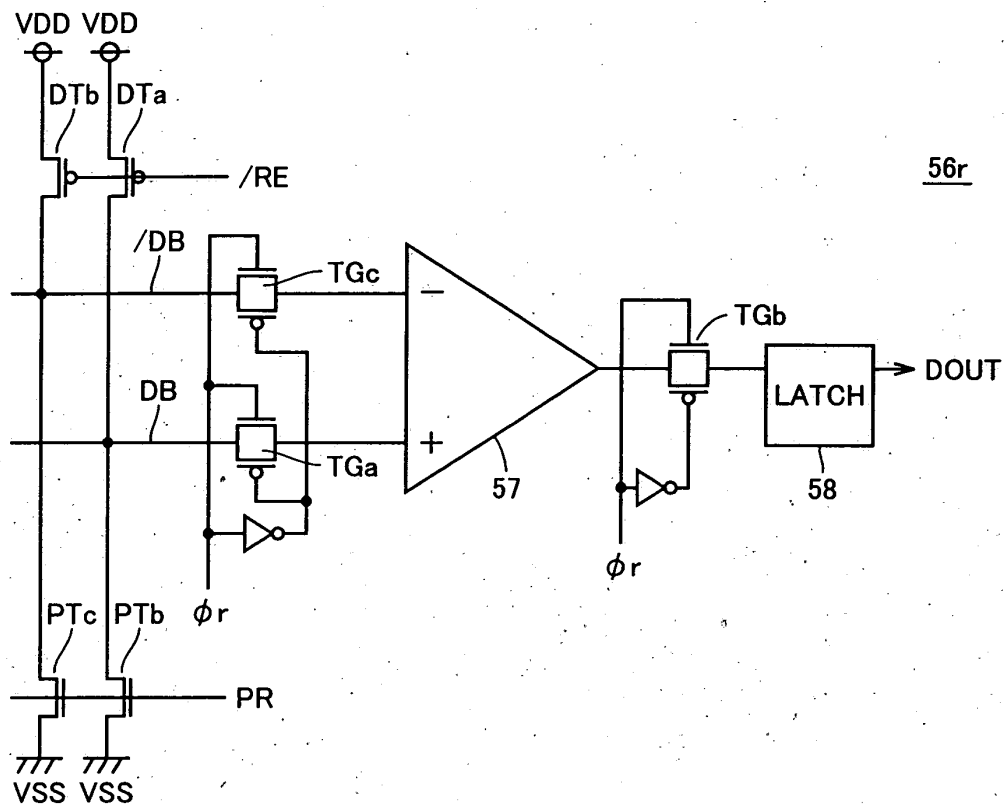 VDD VDD
DTb DTa
/RE
56r
/DB
TGc
−
TGb
LATCH
DOUT
DB
+
TGa
57
58
φr
φr
PTc PTb
PR
VSS VSS